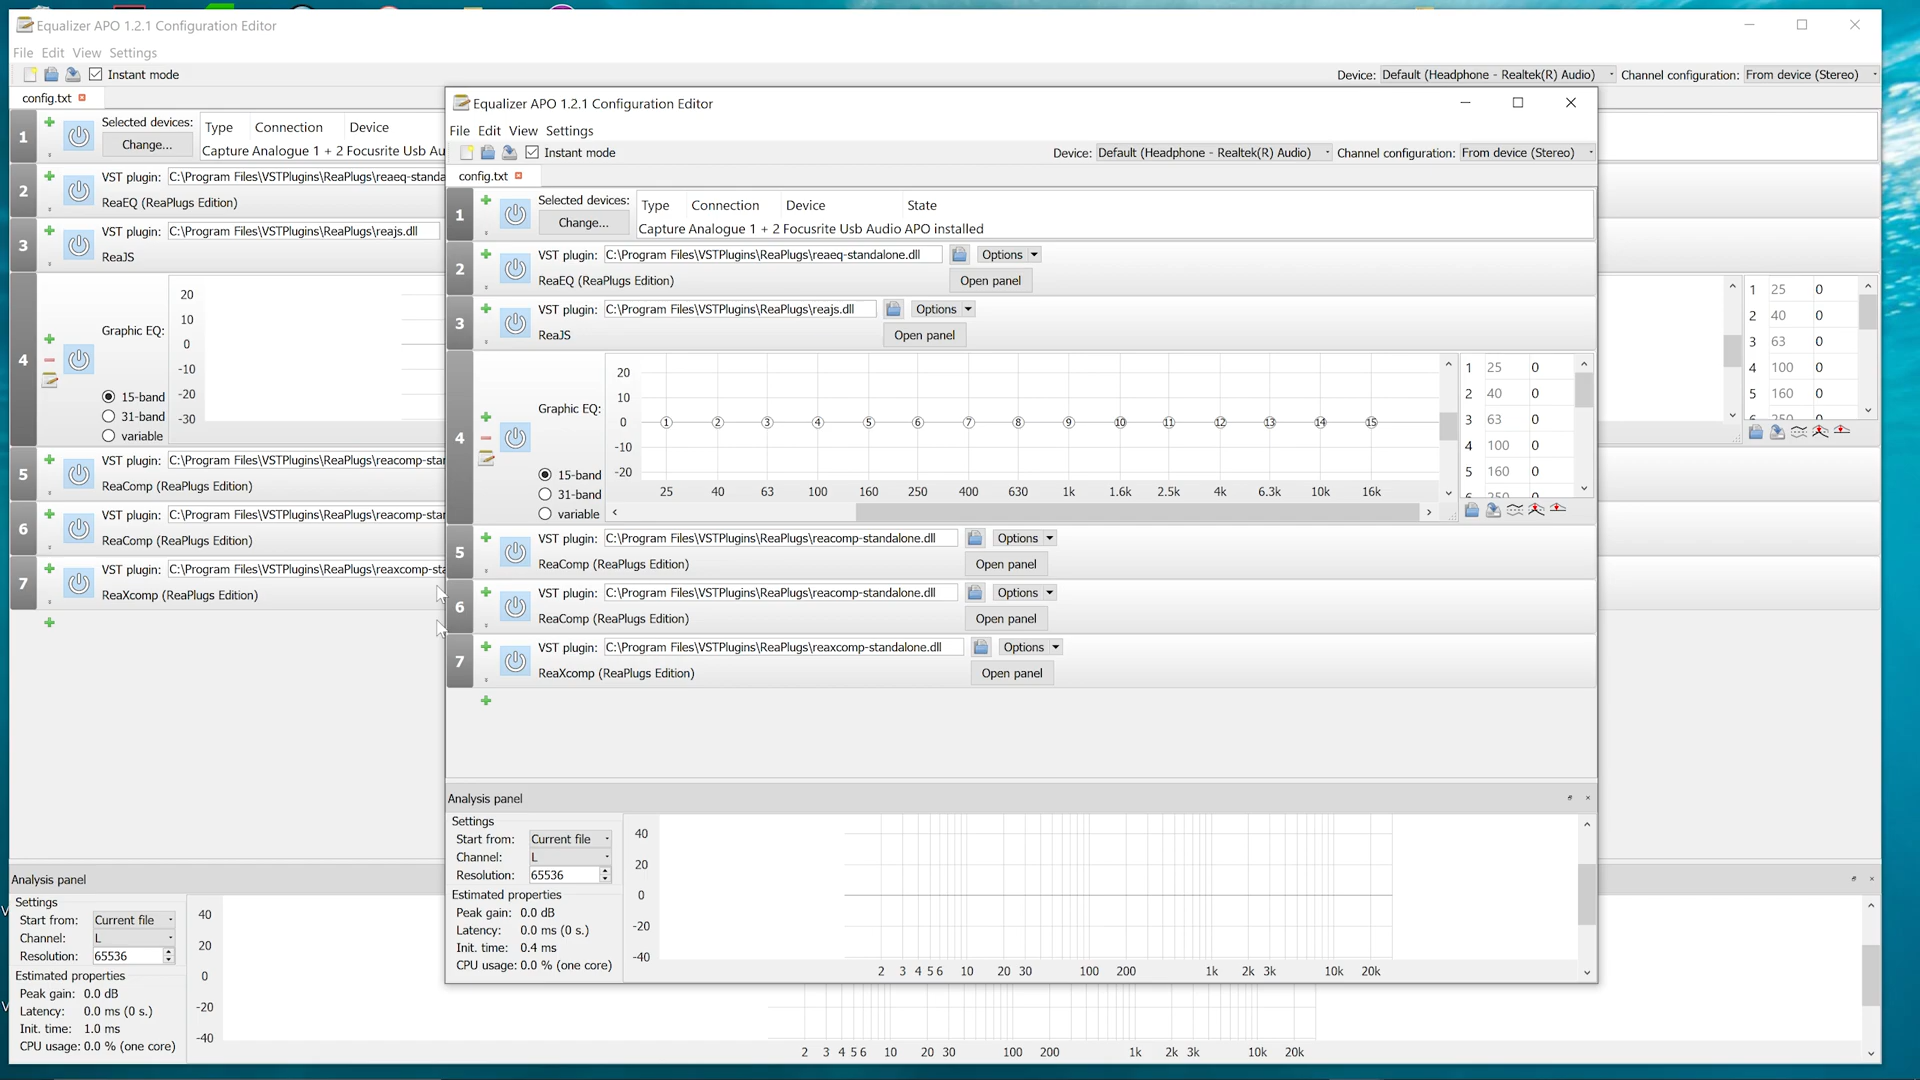 Equalizer APO 1.2.1 Configuration Editor
File Edit View Settings
Instant mode
Device: Default (Headphone - Realtek(R) Audio) Channel configuration: From device (Stereo)
config.txt
1 Selected devices: Change...
Type Connection Device
Capture Analogue 1 + 2 Focusrite Usb Au
2 VST plugin: C:\Program Files\VSTPlugins\ReaPlugs\reaeq-standa
ReaEQ (ReaPlugs Edition)
3 VST plugin: C:\Program Files\VSTPlugins\ReaPlugs\reajs.dll
ReaJS
4 Graphic EQ:
15-band
31-band
variable
20
10
0
-10
-20
-30
1 25 0
2 40 0
3 63 0
4 100 0
5 160 0
6 250 0
5 VST plugin: C:\Program Files\VSTPlugins\ReaPlugs\reacomp-star
ReaComp (ReaPlugs Edition)
6 VST plugin: C:\Program Files\VSTPlugins\ReaPlugs\reacomp-star
ReaComp (ReaPlugs Edition)
7 VST plugin: C:\Program Files\VSTPlugins\ReaPlugs\reaxcomp-sta
ReaXcomp (ReaPlugs Edition)
Analysis panel
Settings
Start from: Current file
Channel: L
Resolution: 65536
Estimated properties
Peak gain: 0.0 dB
Latency: 0.0 ms (0 s.)
Init. time: 1.0 ms
CPU usage: 0.0 % (one core)
40
20
0
-20
-40
2 3 4 5 6 10 20 30 100 200 1k 2k 3k 10k 20k
Equalizer APO 1.2.1 Configuration Editor
File Edit View Settings
Instant mode
Device: Default (Headphone - Realtek(R) Audio) Channel configuration: From device (Stereo)
config.txt
1 Selected devices: Change...
Type Connection Device State
Capture Analogue 1 + 2 Focusrite Usb Audio APO installed
2 VST plugin: C:\Program Files\VSTPlugins\ReaPlugs\reaeq-standalone.dll Options
ReaEQ (ReaPlugs Edition) Open panel
3 VST plugin: C:\Program Files\VSTPlugins\ReaPlugs\reajs.dll Options
ReaJS Open panel
4 Graphic EQ:
15-band
31-band
variable
20
10
0
-10
-20
1 2 3 4 5 6 7 8 9 10 11 12 13 14 15
25 40 63 100 160 250 400 630 1k 1.6k 2.5k 4k 6.3k 10k 16k
1 25 0
2 40 0
3 63 0
4 100 0
5 160 0
6 250 0
5 VST plugin: C:\Program Files\VSTPlugins\ReaPlugs\reacomp-standalone.dll Options
ReaComp (ReaPlugs Edition) Open panel
6 VST plugin: C:\Program Files\VSTPlugins\ReaPlugs\reacomp-standalone.dll Options
ReaComp (ReaPlugs Edition) Open panel
7 VST plugin: C:\Program Files\VSTPlugins\ReaPlugs\reaxcomp-standalone.dll Options
ReaXcomp (ReaPlugs Edition) Open panel
Analysis panel
Settings
Start from: Current file
Channel: L
Resolution: 65536
Estimated properties
Peak gain: 0.0 dB
Latency: 0.0 ms (0 s.)
Init. time: 0.4 ms
CPU usage: 0.0 % (one core)
40
20
0
-20
-40
2 3 4 5 6 10 20 30 100 200 1k 2k 3k 10k 20k